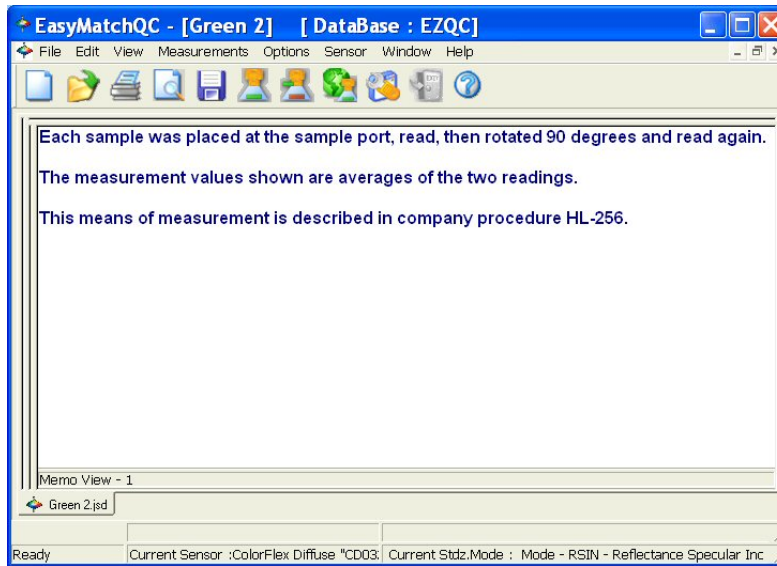 EasyMatchQC - [Green 2] [ DataBase : EZQC]
File Edit View Measurements Options Sensor Window Help
Each sample was placed at the sample port, read, then rotated 90 degrees and read again.
The measurement values shown are averages of the two readings.
This means of measurement is described in company procedure HL-256.
Memo View - 1
Green 2.jsd
Ready Current Sensor :ColorFlex Diffuse "CD03 Current Stdz.Mode : Mode - RSIN - Reflectance Specular Inc